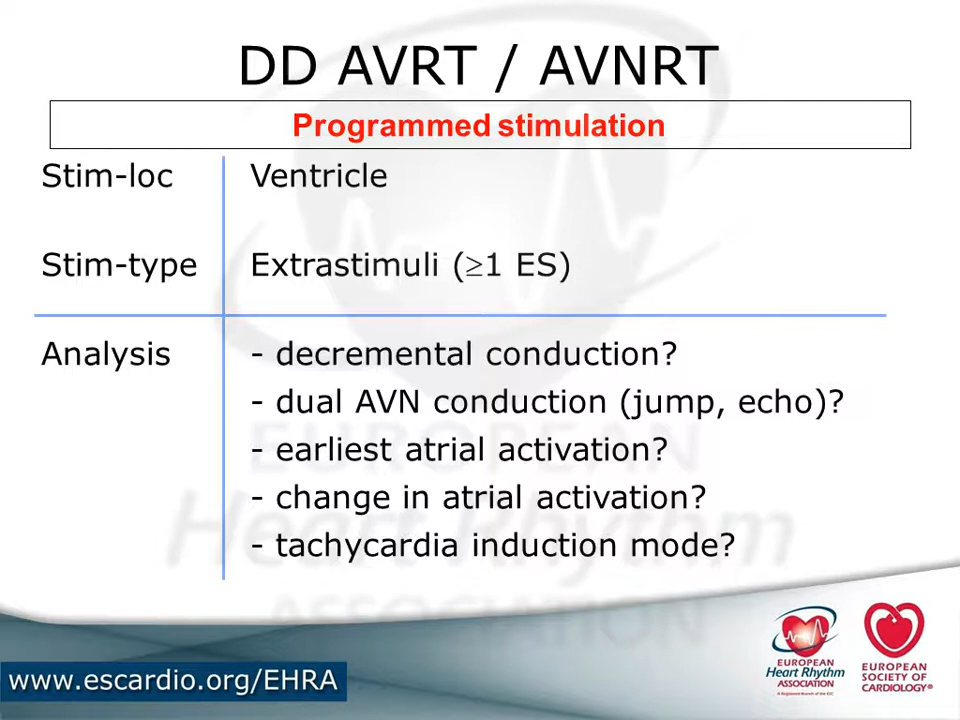 DD AVRT / AVNRT
Programmed stimulation
Stim-loc Ventricle
Stim-type Extrastimuli (≥1 ES)
Analysis - decremental conduction?
- dual AVN conduction (jump, echo)?
- earliest atrial activation?
- change in atrial activation?
- tachycardia induction mode?
EUROPEAN
Heart Rhythm
ASSOCIATION
www.escardio.org/EHRA
EUROPEAN
Heart Rhythm
ASSOCIATION
A Registered Branch of the ESC
EUROPEAN
SOCIETY OF
CARDIOLOGY®